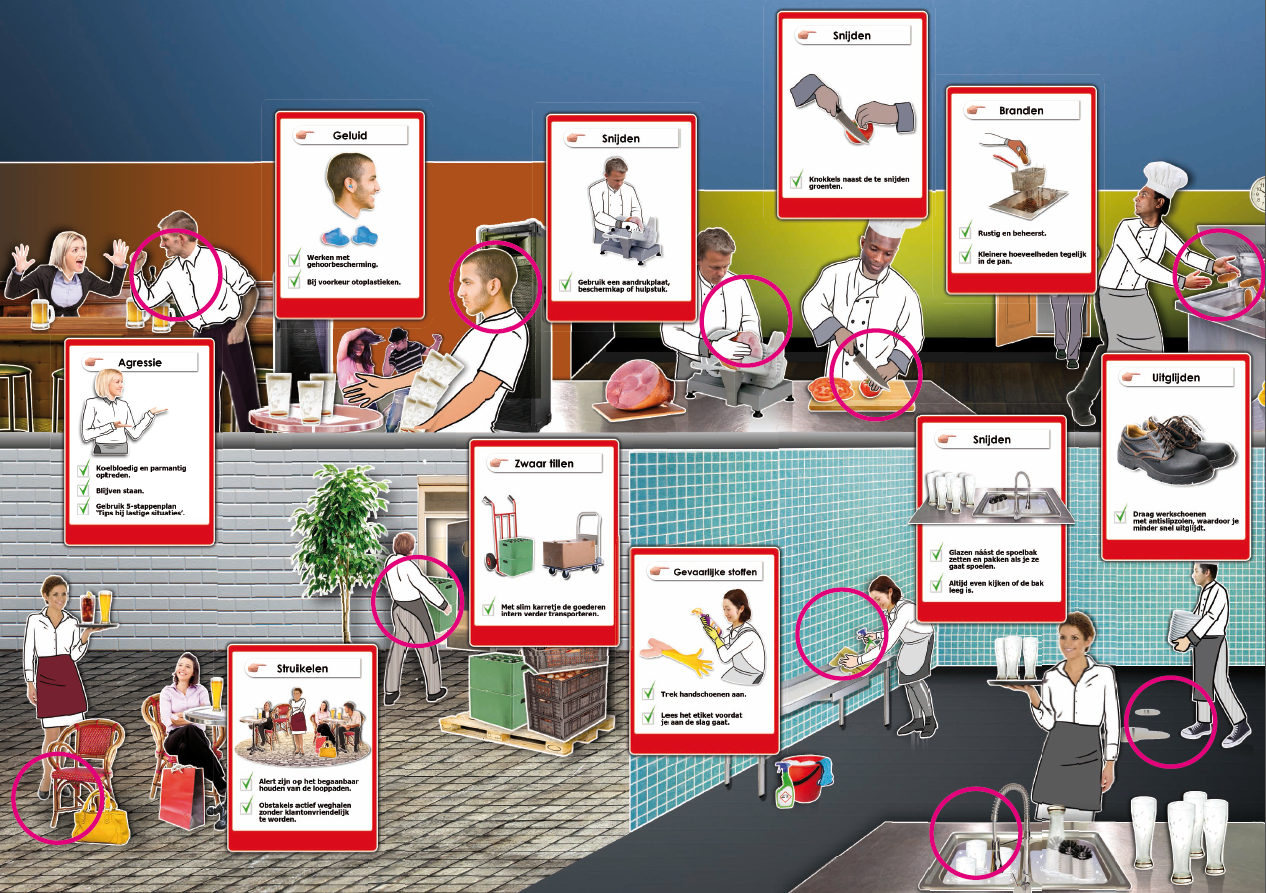 Snijden
Knokkels naast de te snijden
groenten.
Branden
Rustig en beheerst.
Kleinere hoeveelheden tegelijk
in de pan.
Geluid
Werken met
gehoorbescherming.
Bij voorkeur otoplastieken.
Snijden
Gebruik een aandrukplaat,
beschermkap of hulpstuk.
Agressie
Koelbloedig en parmantig
optreden.
Blijven staan.
Gebruik 5-stappenplan
'Tips bij lastige situaties'.
Uitglijden
Draag werkschoenen
met antislipzolen, waardoor je
minder snel uitglijdt.
Zwaar tillen
Met slim karretje de goederen
intern verder transporteren.
Snijden
Glazen náást de spoelbak
zetten en pakken als je ze
gaat spoelen.
Altijd even kijken of de bak
leeg is.
Gevaarlijke stoffen
Trek handschoenen aan.
Lees het etiket voordat
je aan de slag gaat.
Struikelen
Alert zijn op het begaanbaar
houden van de looppaden.
Obstakels actief weghalen
zonder klantonvriendelijk
te worden.